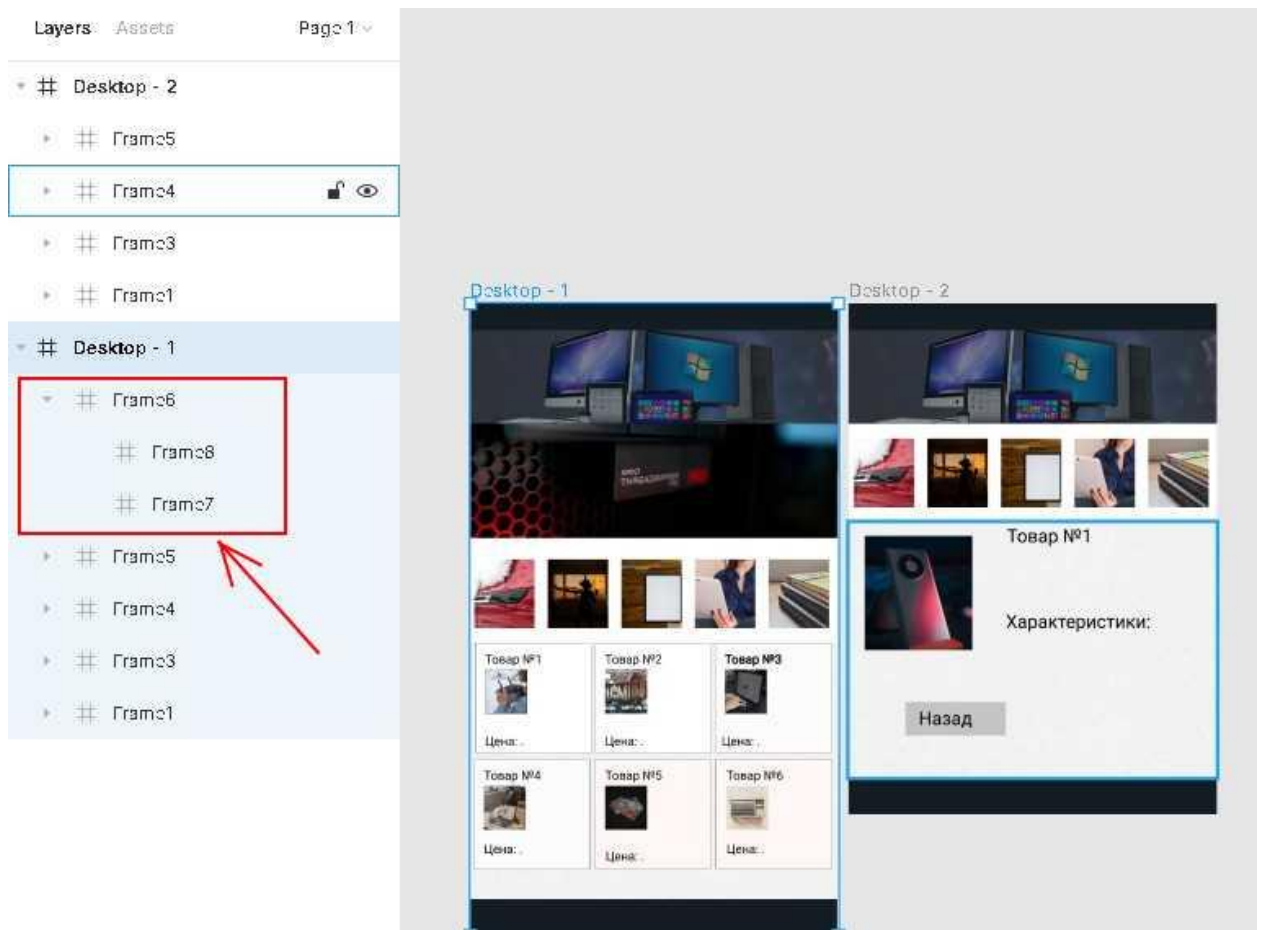 Layers Assets Page 1
Desktop - 2
Frame5
Frame4
Frame3
Frame1
Desktop - 1
Frame6
Frame8
Frame7
Frame5
Frame4
Frame3
Frame1
Desktop - 1
Desktop - 2
AMD
THREADRIPPER
Товар №1
Характеристики:
Назад
Товар №1 Товар №2 Товар №3
Цена: . Цена: . Цена: .
Товар №4 Товар №5 Товар №6
Цена: . Цена: . Цена: .